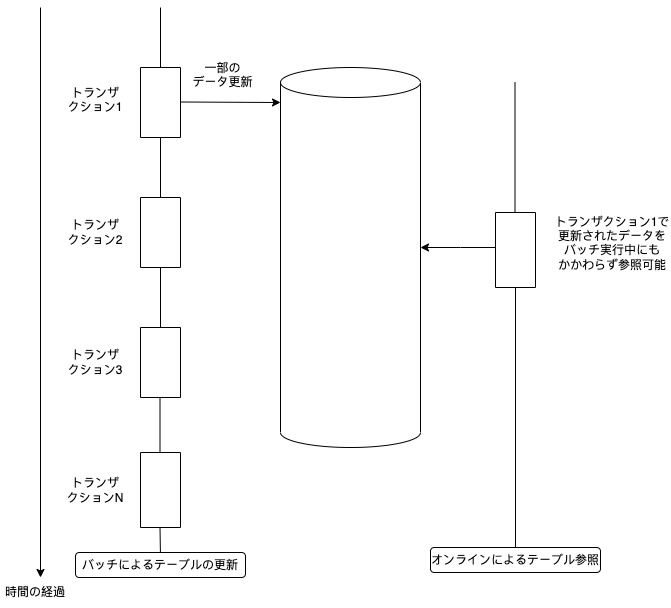 一部の
データ更新
トランザ
クション1
トランザ
クション2
トランザクション1で
更新されたデータを
バッチ実行中にも
かかわらず参照可能
トランザ
クション3
トランザ
クションN
バッチによるテーブルの更新
オンラインによるテーブル参照
時間の経過